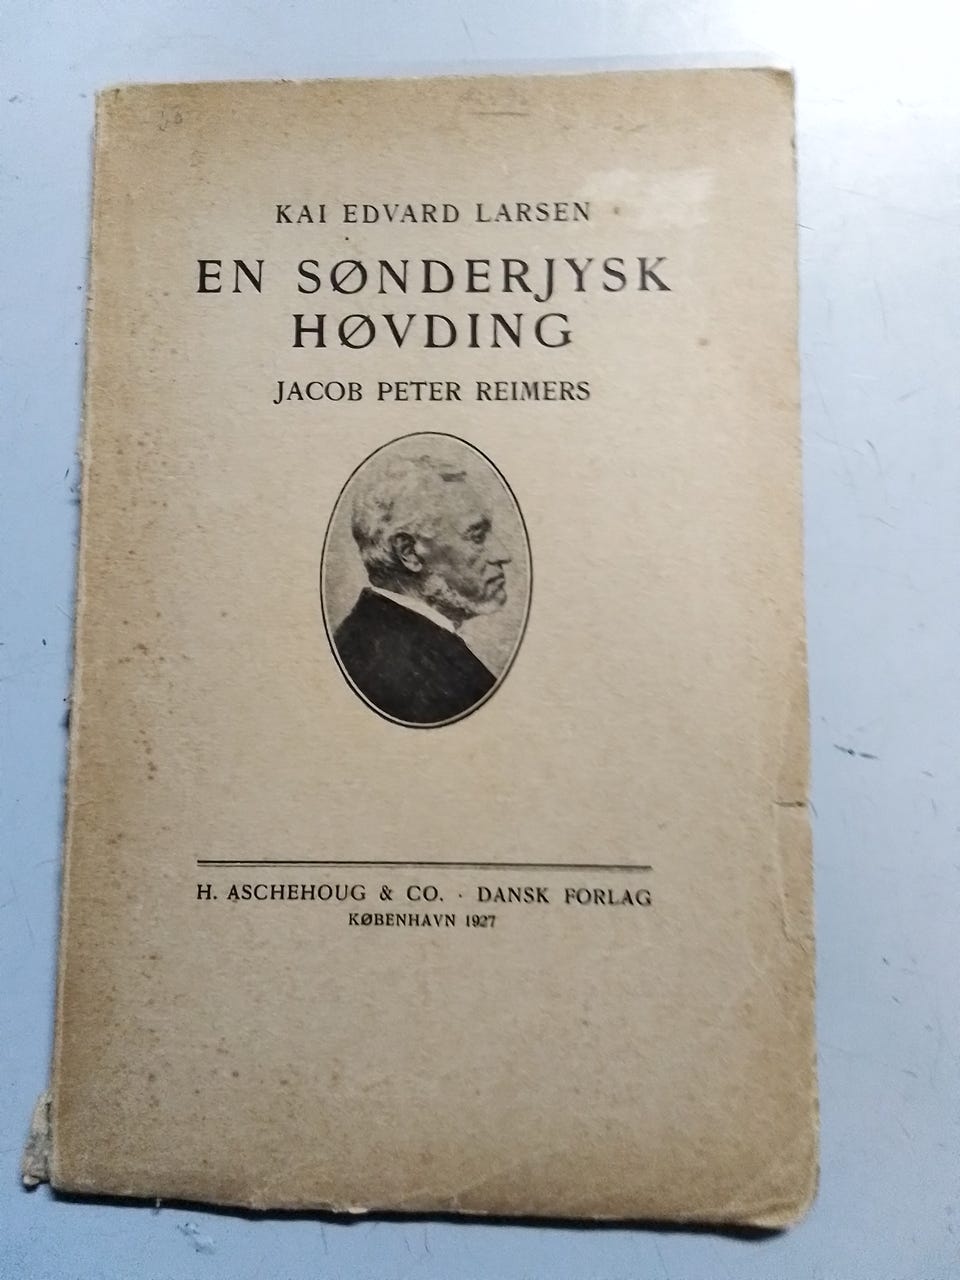 KAI EDVARD LARSEN
EN SØNDERJYSK
HØVDING
JACOB PETER REIMERS
H. ASCHEHOUG & CO. · DANSK FORLAG
KØBENHAVN 1927